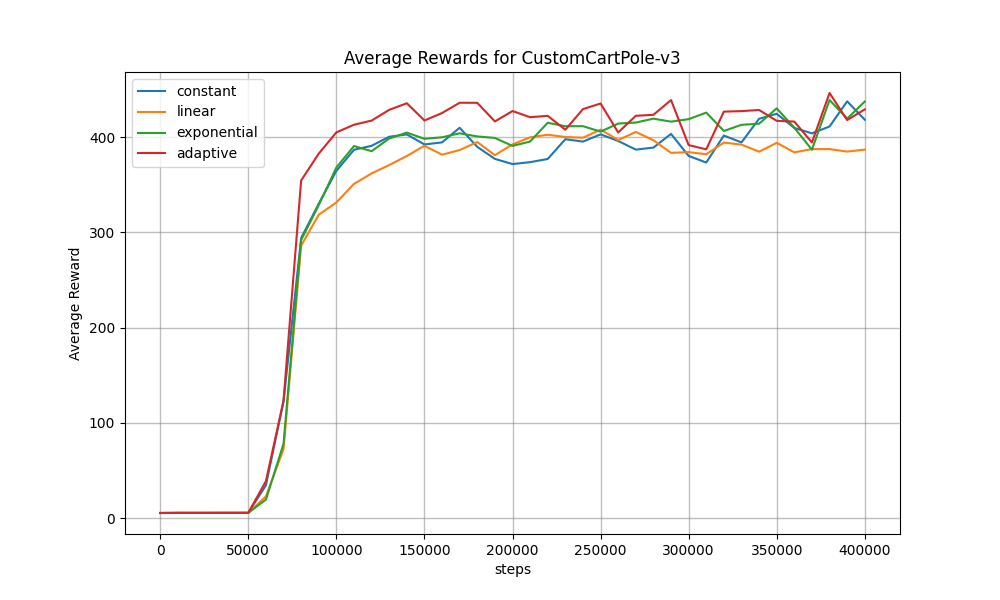 Average Rewards for CustomCartPole-v3
constant
linear
exponential
adaptive
400
300
200
100
0
Average Reward
0 50000 100000 150000 200000 250000 300000 350000 400000
steps